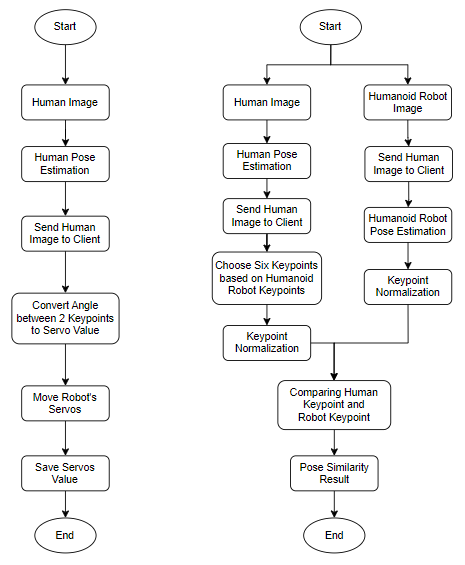 Start
Human Image
Human Pose
Estimation
Send Human
Image to Client
Convert Angle
between 2 Keypoints
to Servo Value
Move Robot's
Servos
Save Servos
Value
End
Start
Human Image
Human Pose
Estimation
Send Human
Image to Client
Choose Six Keypoints
based on Humanoid
Robot Keypoints
Keypoint
Normalization
Humanoid Robot
Image
Send Human
Image to Client
Humanoid Robot
Pose Estimation
Keypoint
Normalization
Comparing Human
Keypoint and
Robot Keypoint
Pose Similarity
Result
End